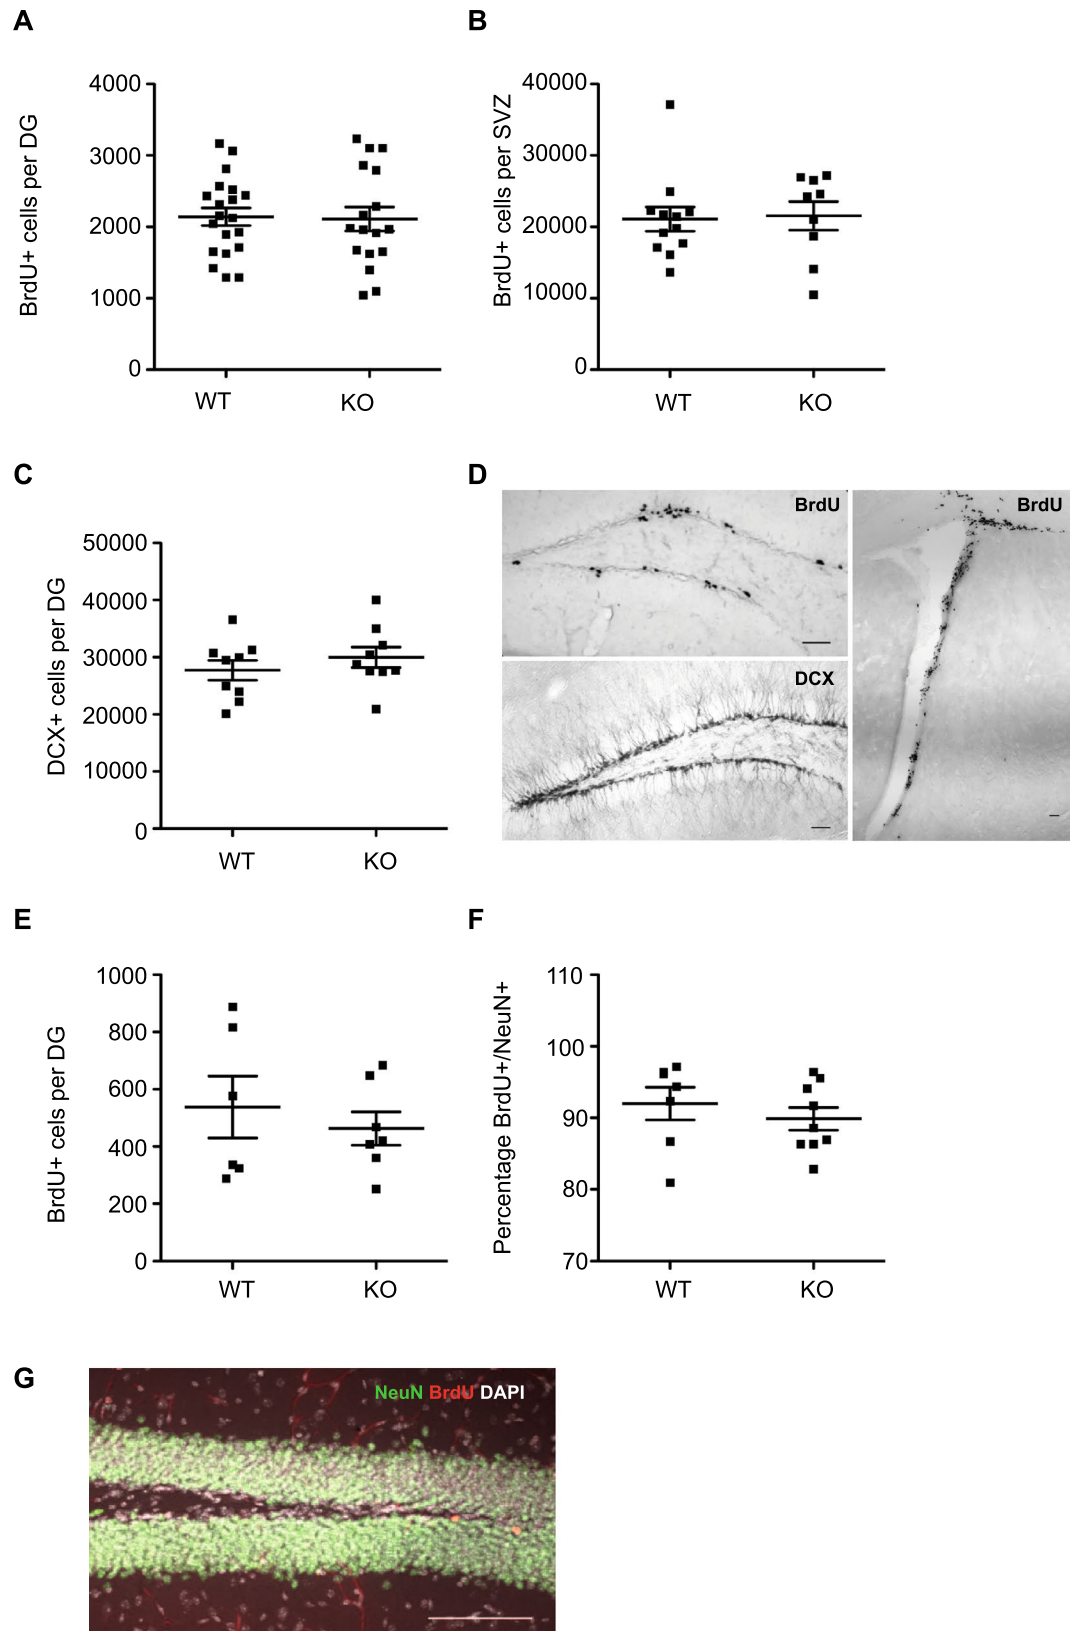 A
BrdU+ cells per DG
4000
3000
2000
1000
0
WT
KO
B
BrdU+ cells per SVZ
40000
30000
20000
10000
0
WT
KO
C
DCX+ cells per DG
50000
40000
30000
20000
10000
0
WT
KO
D
BrdU
BrdU
DCX
E
BrdU+ cels per DG
1000
800
600
400
200
0
WT
KO
F
Percentage BrdU+/NeuN+
110
100
90
80
70
WT
KO
G
NeuN BrdU DAPI